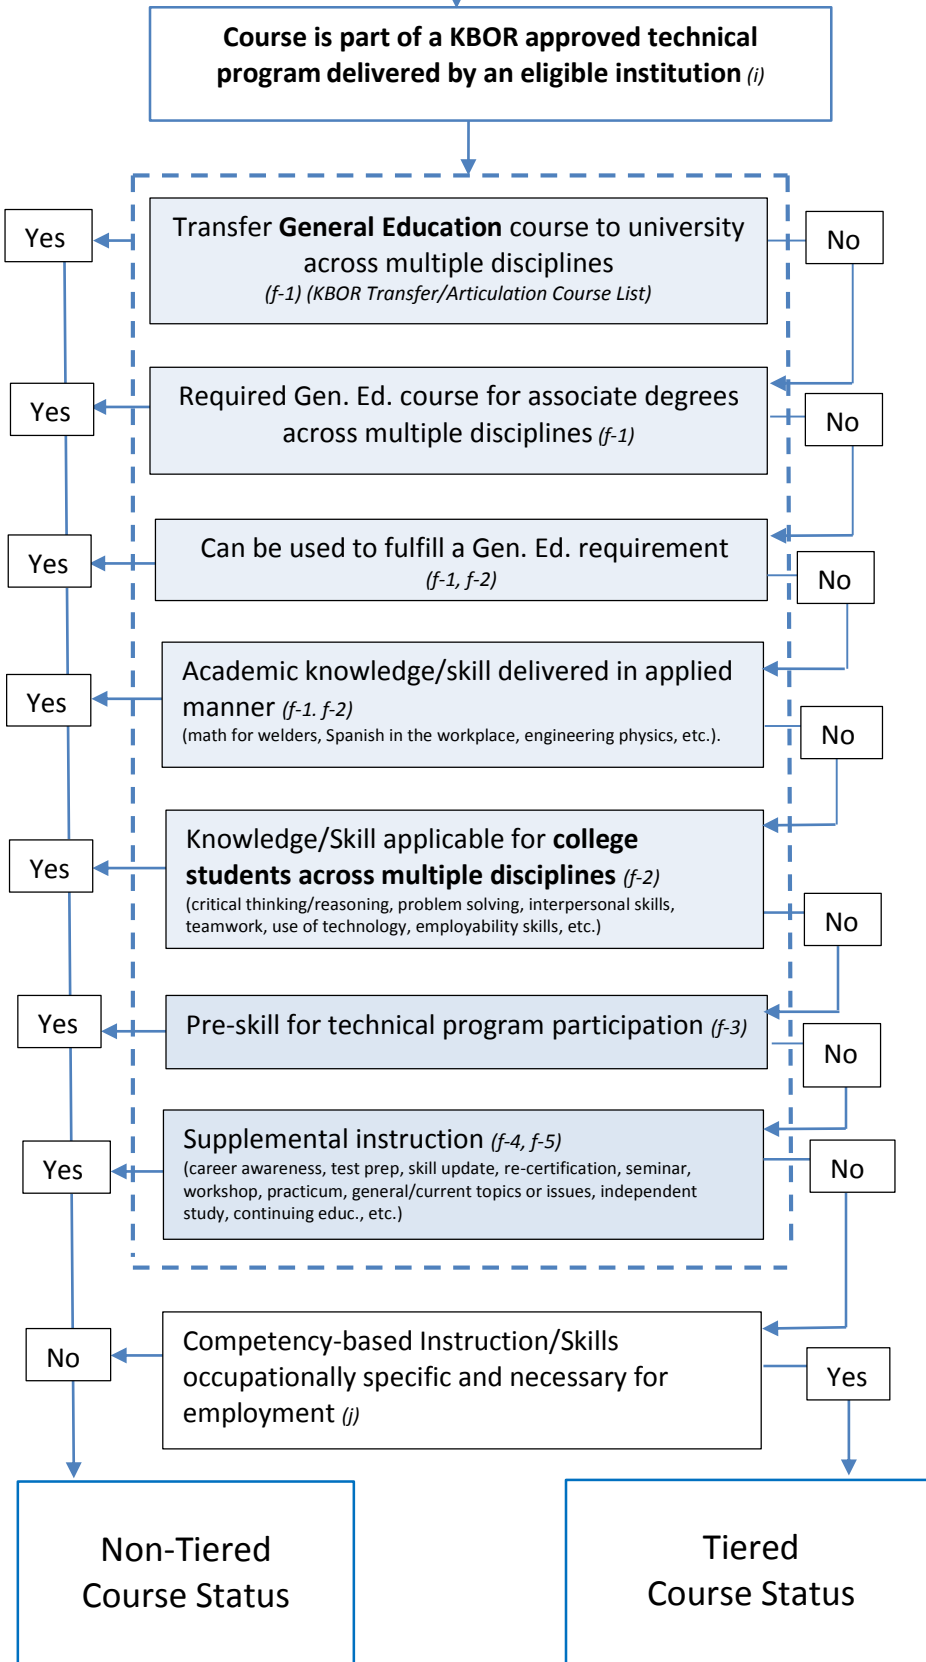 Course is part of a KBOR approved technical
program delivered by an eligible institution (i)
Transfer General Education course to university
across multiple disciplines
(f-1) (KBOR Transfer/Articulation Course List)
Yes
No
Required Gen. Ed. course for associate degrees
across multiple disciplines (f-1)
Yes
No
Can be used to fulfill a Gen. Ed. requirement
(f-1, f-2)
Yes
No
Academic knowledge/skill delivered in applied
manner (f-1. f-2)
(math for welders, Spanish in the workplace, engineering physics, etc.).
Yes
No
Knowledge/Skill applicable for college
students across multiple disciplines (f-2)
(critical thinking/reasoning, problem solving, interpersonal skills,
teamwork, use of technology, employability skills, etc.)
Yes
No
Pre-skill for technical program participation (f-3)
Yes
No
Supplemental instruction (f-4, f-5)
(career awareness, test prep, skill update, re-certification, seminar,
workshop, practicum, general/current topics or issues, independent
study, continuing educ., etc.)
Yes
No
Competency-based Instruction/Skills
occupationally specific and necessary for
employment (j)
No
Yes
Non-Tiered
Course Status
Tiered
Course Status